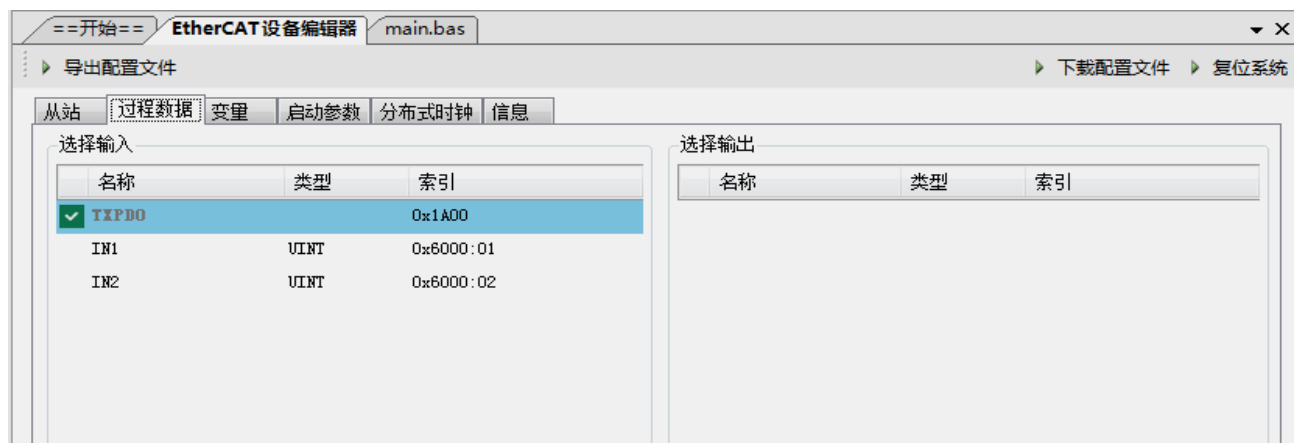 ==开始== EtherCAT设备编辑器 main.bas
导出配置文件 下载配置文件 复位系统
从站 过程数据 变量 启动参数 分布式时钟 信息
选择输入 选择输出
名称 类型 索引 名称 类型 索引
TXPDO 0x1A00
IN1 UINT 0x6000:01
IN2 UINT 0x6000:02